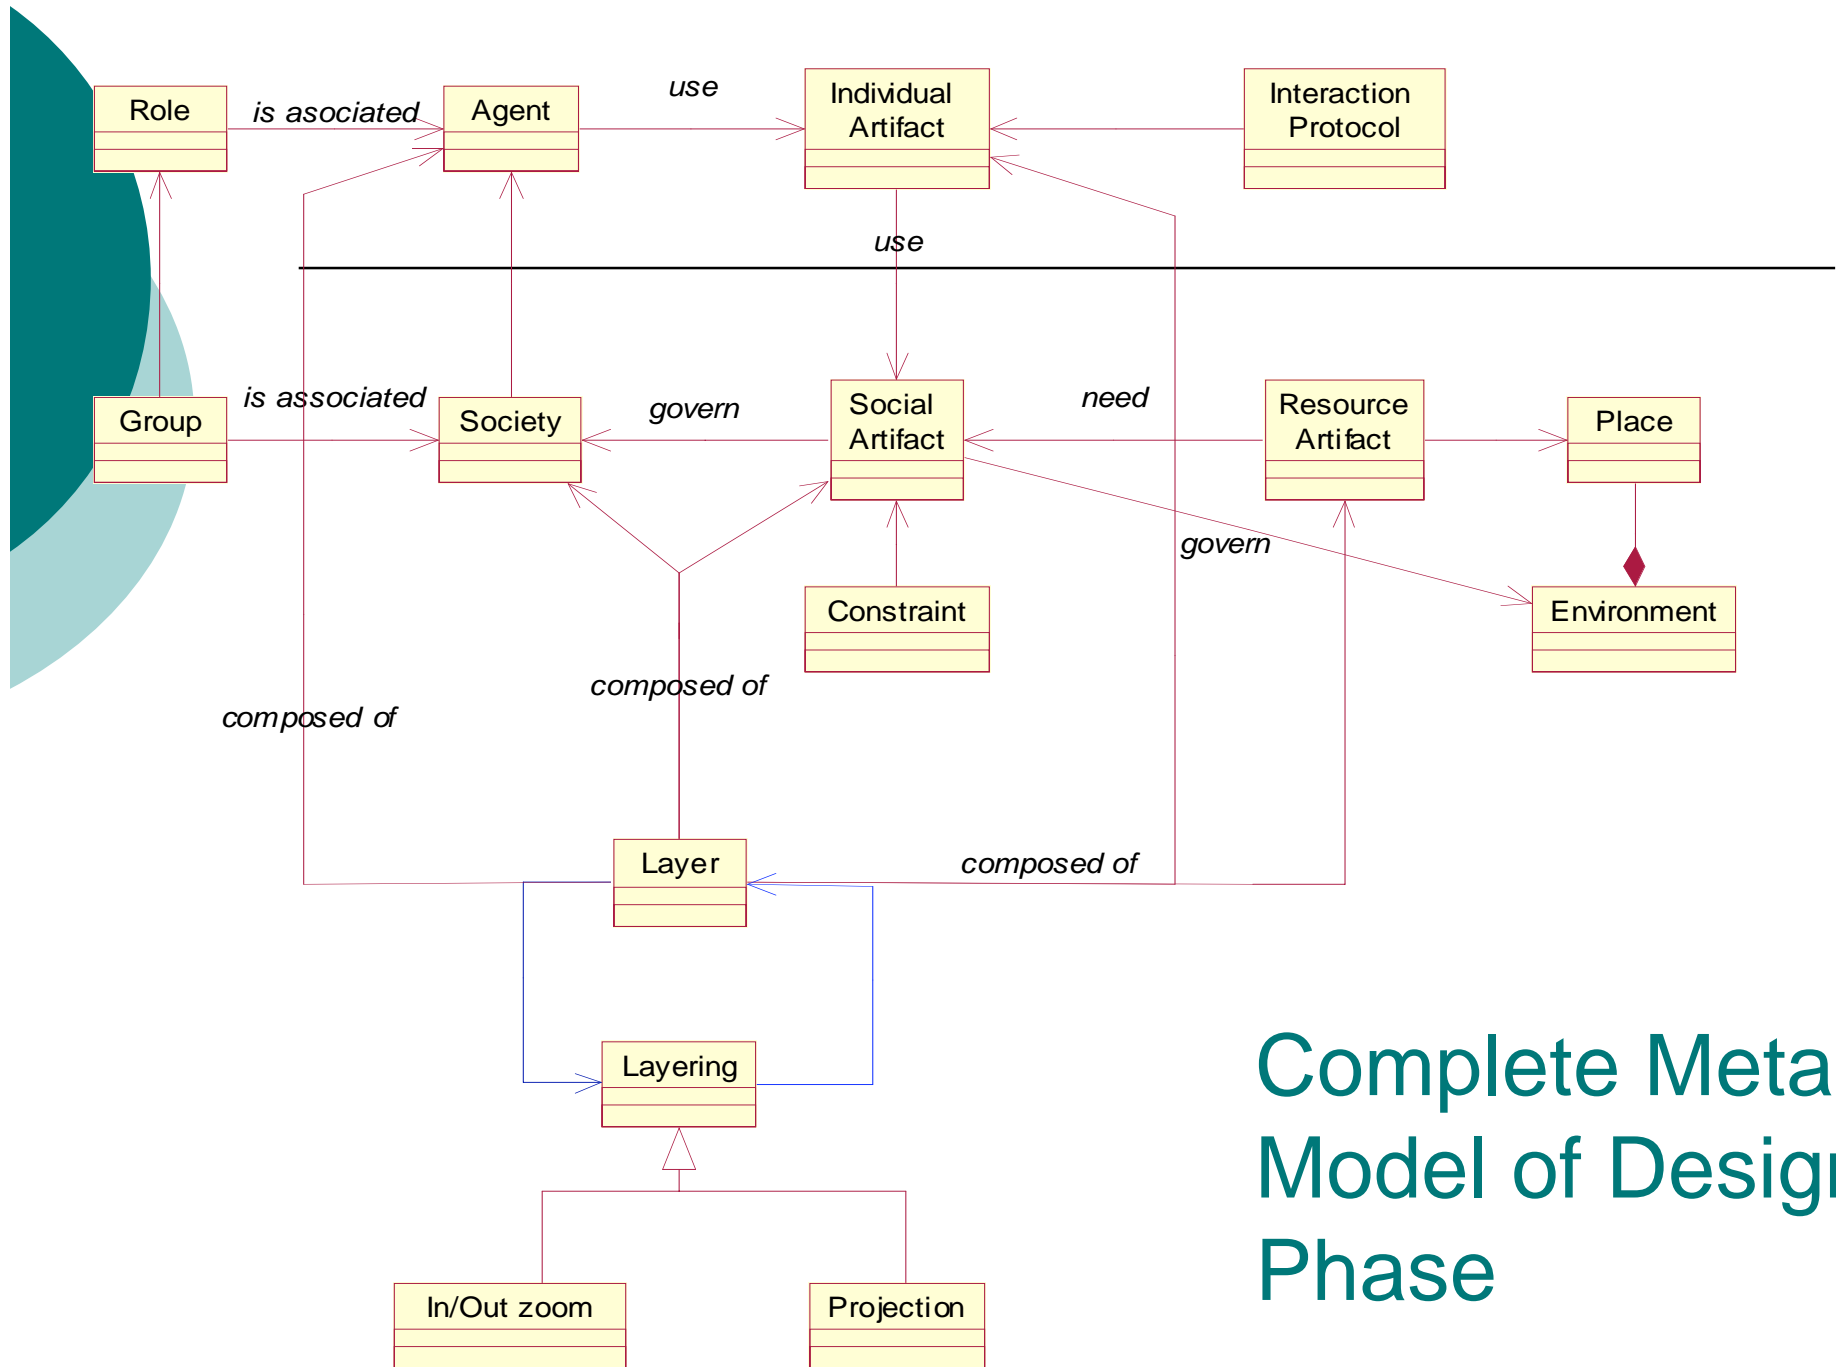 Role
is asociated
Agent
use
Individual
Artifact
Interaction
Protocol
use
Group
is associated
Society
govern
Social
Artifact
need
Resource
Artifact
Place
govern
Constraint
Environment
composed of
composed of
Layer
composed of
Layering
Complete Meta
Model of Design
Phase
In/Out zoom
Projection